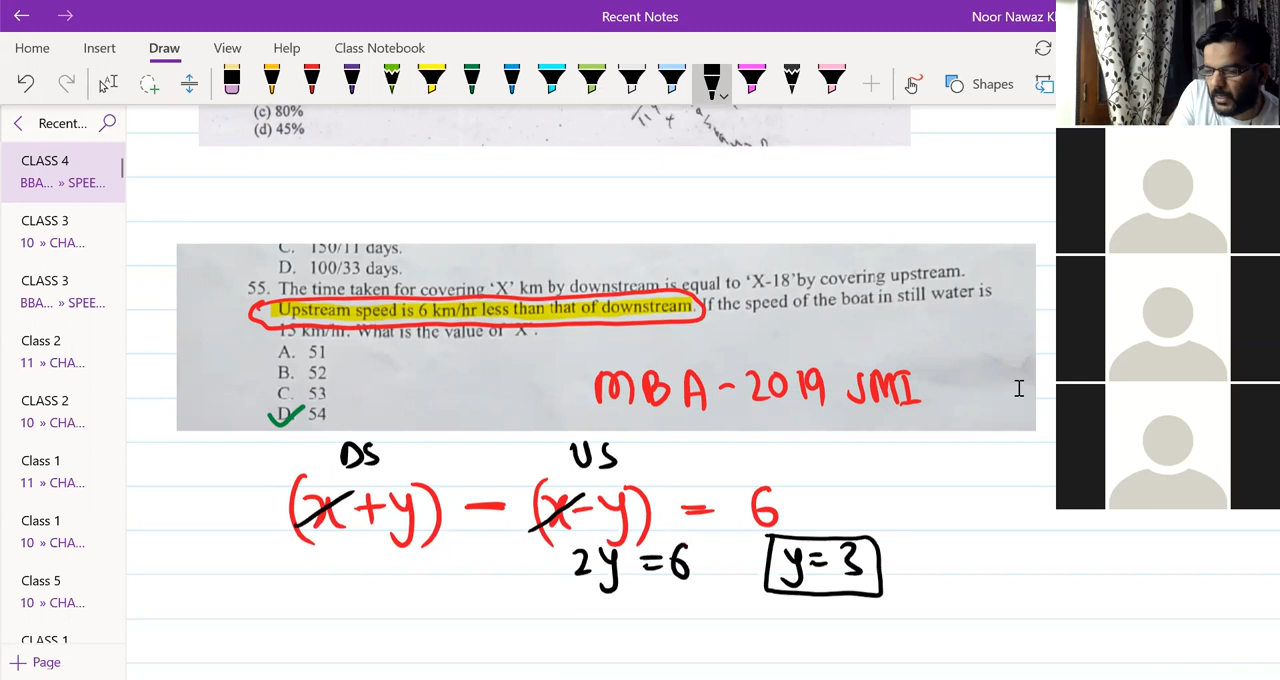 Recent Notes
Noor Nawaz Kh
Home Insert Draw View Help Class Notebook
Shapes
Recent...
CLASS 4
BBA... » SPEE...
CLASS 3
10 » CHA...
CLASS 3
BBA... » SPEE...
Class 2
11 » CHA...
CLASS 2
10 » CHA...
Class 1
11 » CHA...
Class 1
10 » CHA...
Class 5
10 » CHA...
CLASS 1
Page
(c) 80%
(d) 45%
C. 150/11 days.
D. 100/33 days.
55. The time taken for covering ‘X’ km by downstream is equal to ‘X-18’by covering upstream.
Upstream speed is 6 km/hr less than that of downstream. If the speed of the boat in still water is
15 km/hr. What is the value of ‘X’.
A. 51
B. 52
C. 53
D. 54
MBA - 2019 JMI
DS US
(x+y) - (x-y) = 6
2y = 6 y = 3